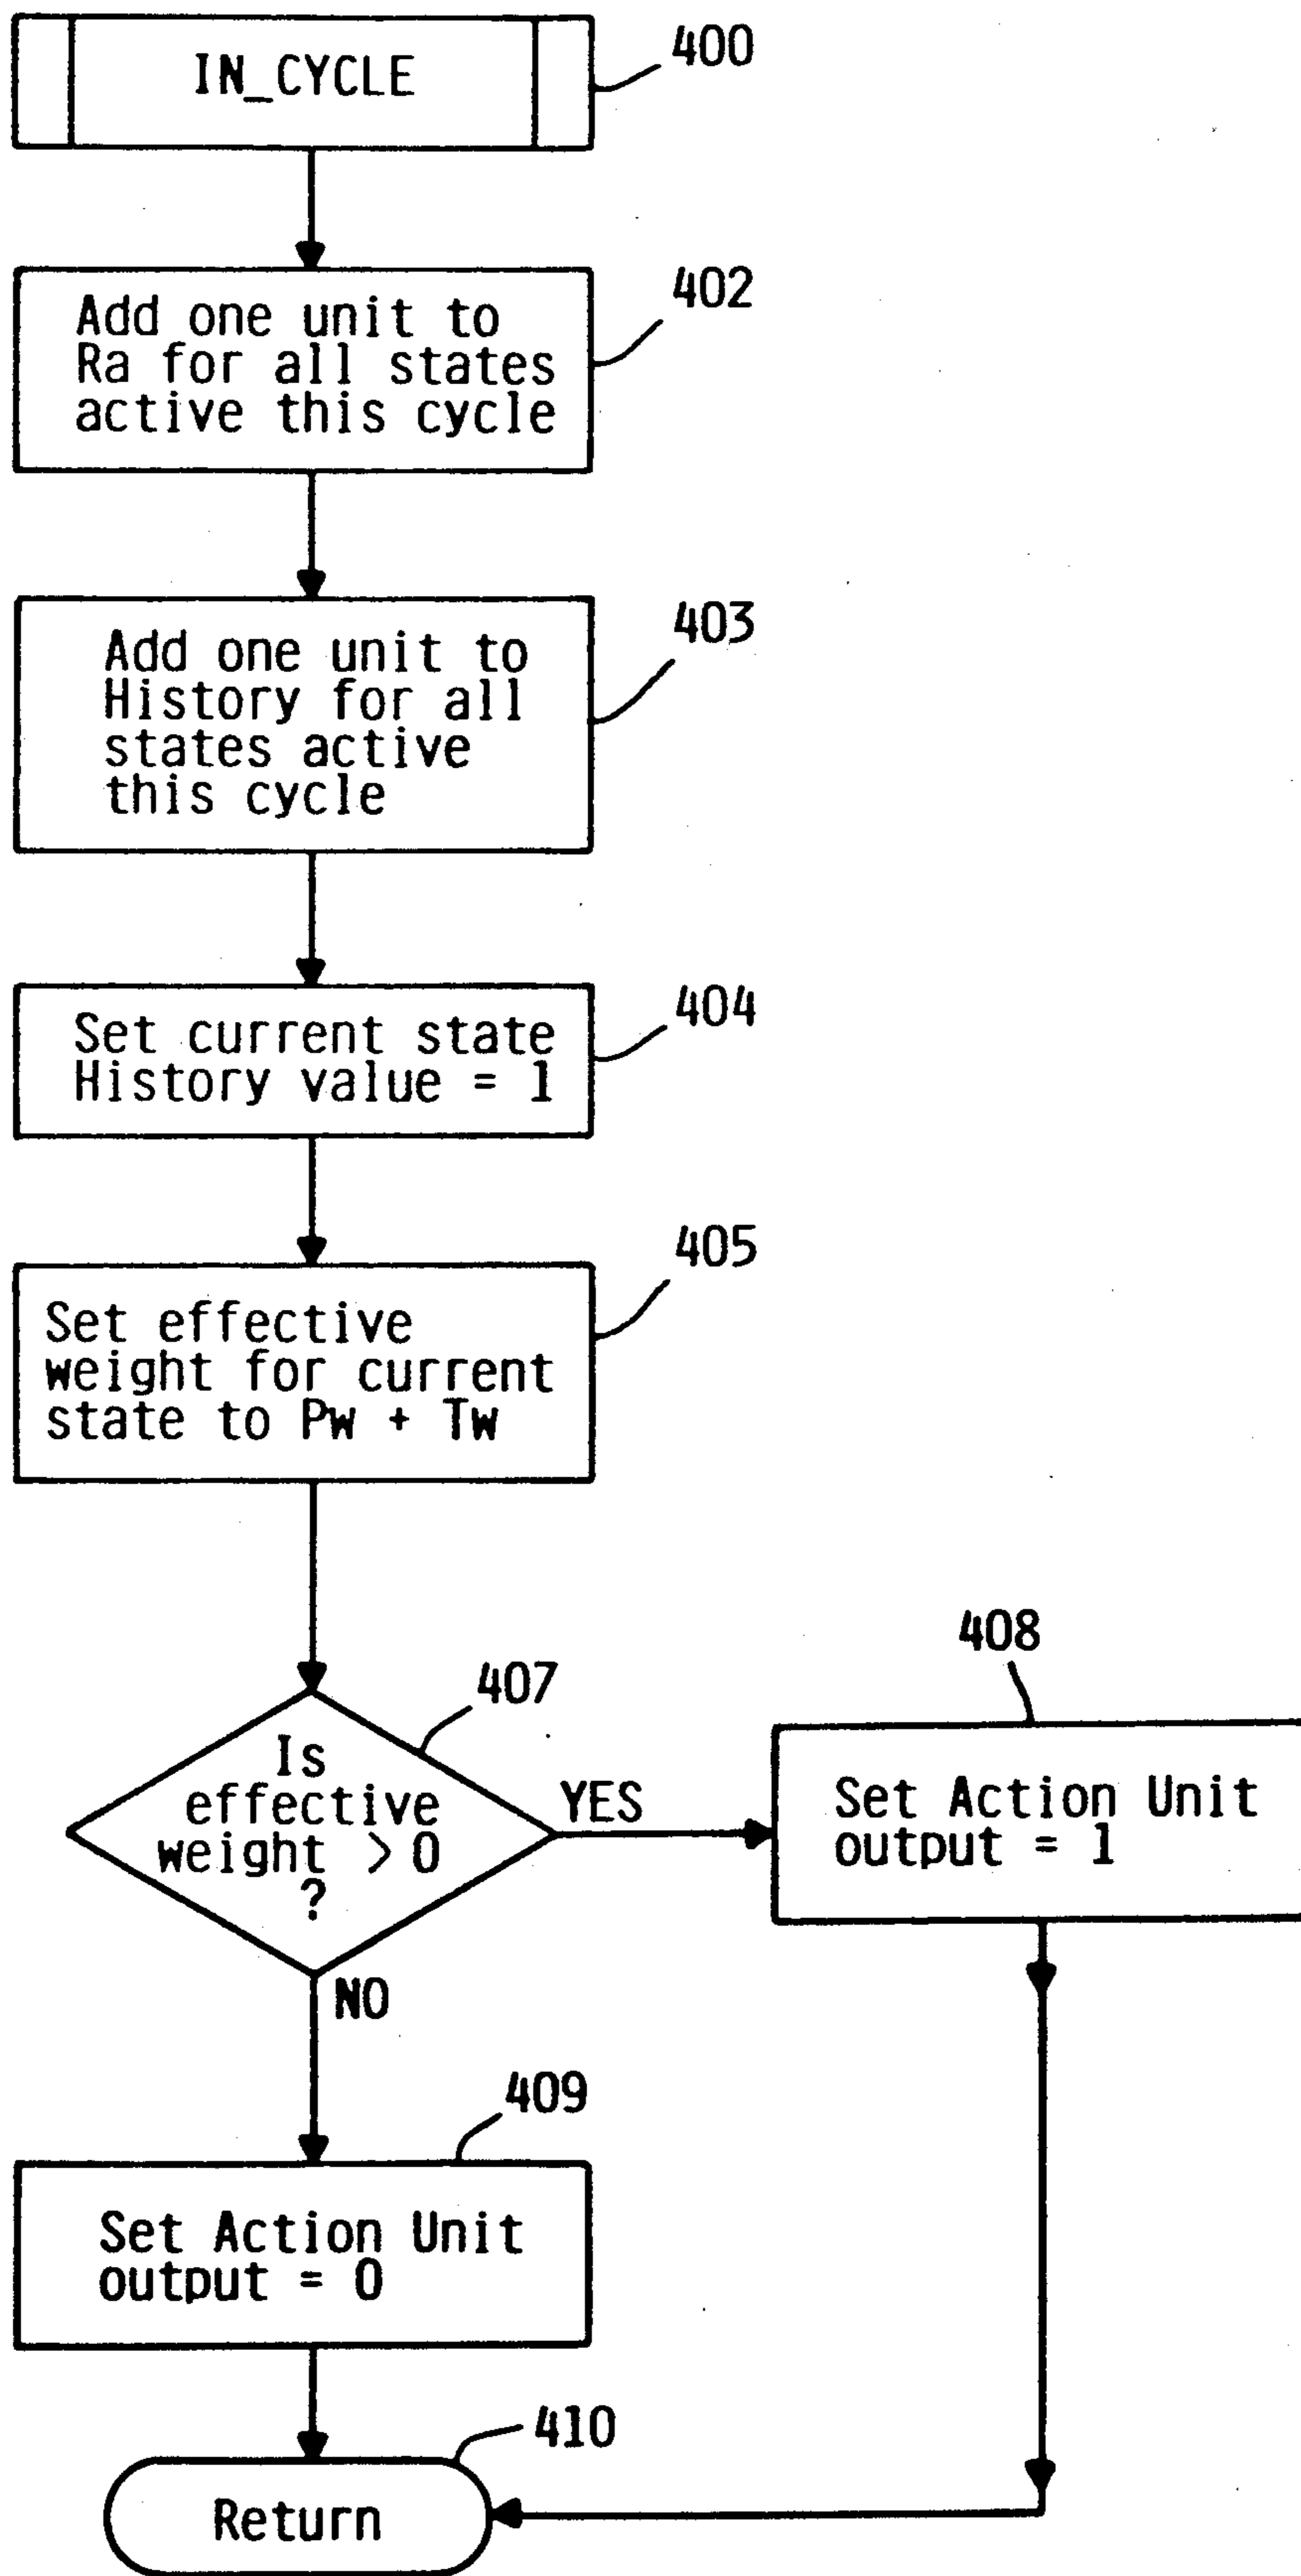 IN_CYCLE
400
402
Add one unit to
Ra for all states
active this cycle
403
Add one unit to
History for all
states active
this cycle
404
Set current state
History value = 1
405
Set effective
weight for current
state to Pw + Tw
407
Is
effective
weight > 0
?
YES
NO
408
Set Action Unit
output = 1
409
Set Action Unit
output = 0
410
Return